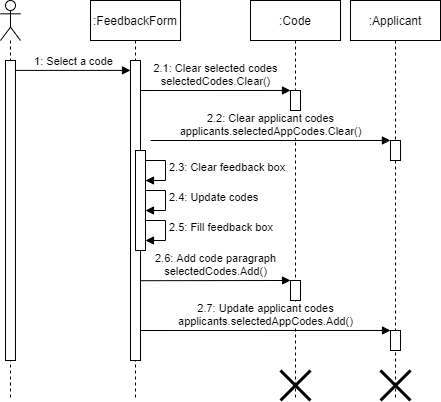 :FeedbackForm
:Code
:Applicant
1: Select a code
2.1: Clear selected codes
selectedCodes.Clear()
2.2: Clear applicant codes
applicants.selectedAppCodes.Clear()
2.3: Clear feedback box
2.4: Update codes
2.5: Fill feedback box
2.6: Add code paragraph
selectedCodes.Add()
2.7: Update applicant codes
applicants.selectedAppCodes.Add()